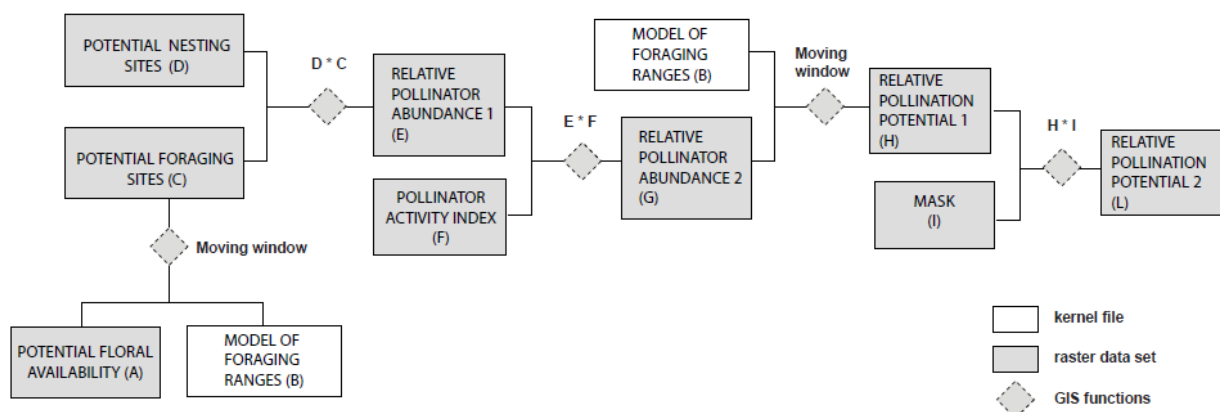 POTENTIAL NESTING
SITES (D)
D * C
POTENTIAL FORAGING
SITES (C)
Moving window
POTENTIAL FLORAL
AVAILABILITY (A)
MODEL OF
FORAGING
RANGES (B)
RELATIVE
POLLINATOR
ABUNDANCE 1
(E)
POLLINATOR
ACTIVITY INDEX
(F)
E * F
MODEL OF
FORAGING
RANGES (B)
RELATIVE
POLLINATOR
ABUNDANCE 2
(G)
Moving
window
RELATIVE
POLLINATION
POTENTIAL 1
(H)
MASK
(I)
H * I
RELATIVE
POLLINATION
POTENTIAL 2
(L)
kernel file
raster data set
GIS functions